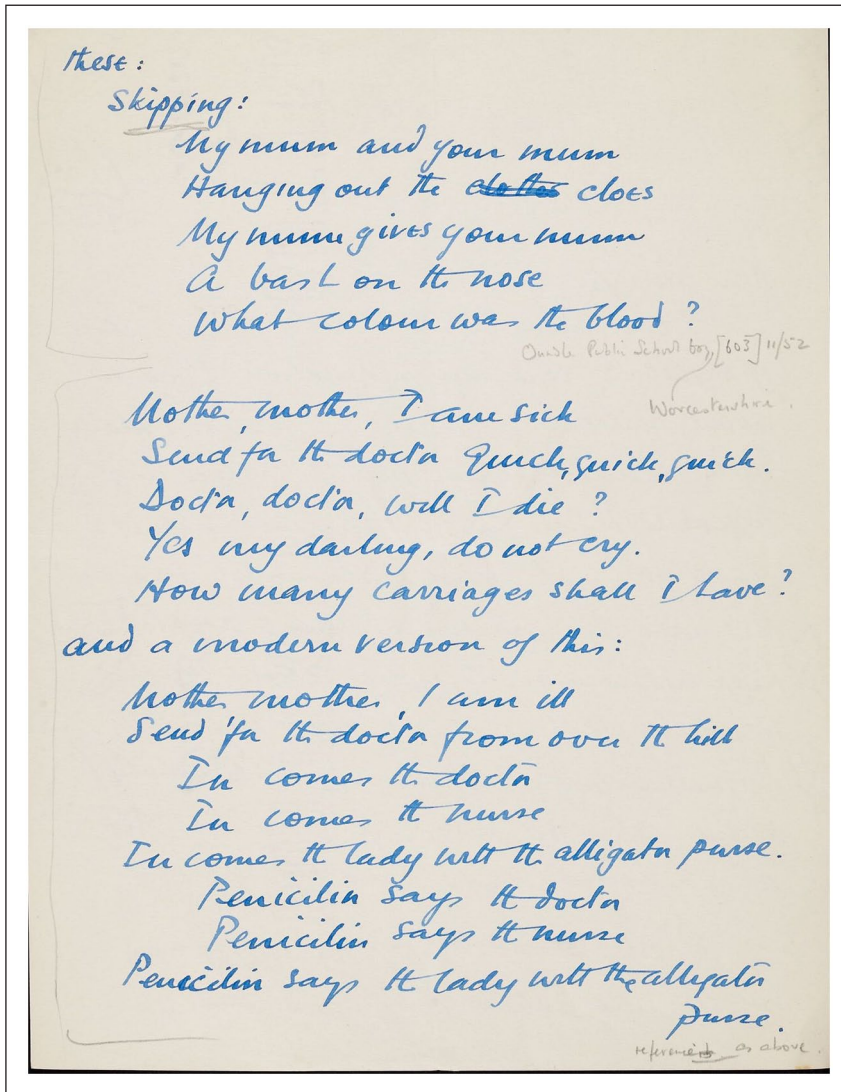 these:
Skipping:
My mum and your mum
Hanging out the clothes cloes
My mum gives your mum
A bash on the nose
What colour was the blood?
Oundle Public School boy, [603] 11/52
Worcestershire.
Mother, mother, I am sick
Send for the doctor Quick, quick, quick.
Doctor, doctor, will I die?
Yes my darling, do not cry.
How many carriages shall I have?
and a modern version of this:
Mother mother, I am ill
Send for the doctor from over the hill
In comes the doctor
In comes the nurse
In comes the lady with the alligator purse.
Penicilin says the doctor
Penicilin says the nurse
Penicilin says the lady with the alligator
purse.
as above.